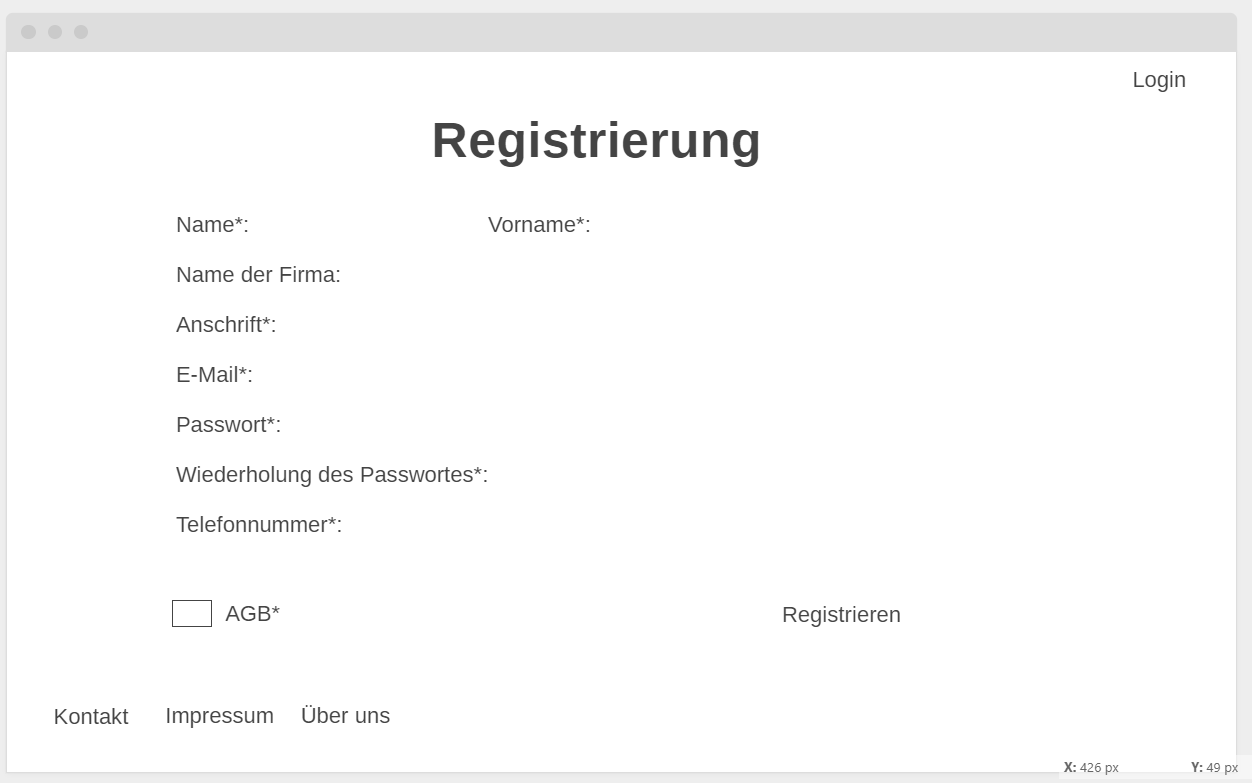 Login
Registrierung
Name*: Vorname*:
Name der Firma:
Anschrift*:
E-Mail*:
Passwort*:
Wiederholung des Passwortes*:
Telefonnummer*:
AGB* Registrieren
Kontakt Impressum Über uns
X: 426 px Y: 49 px